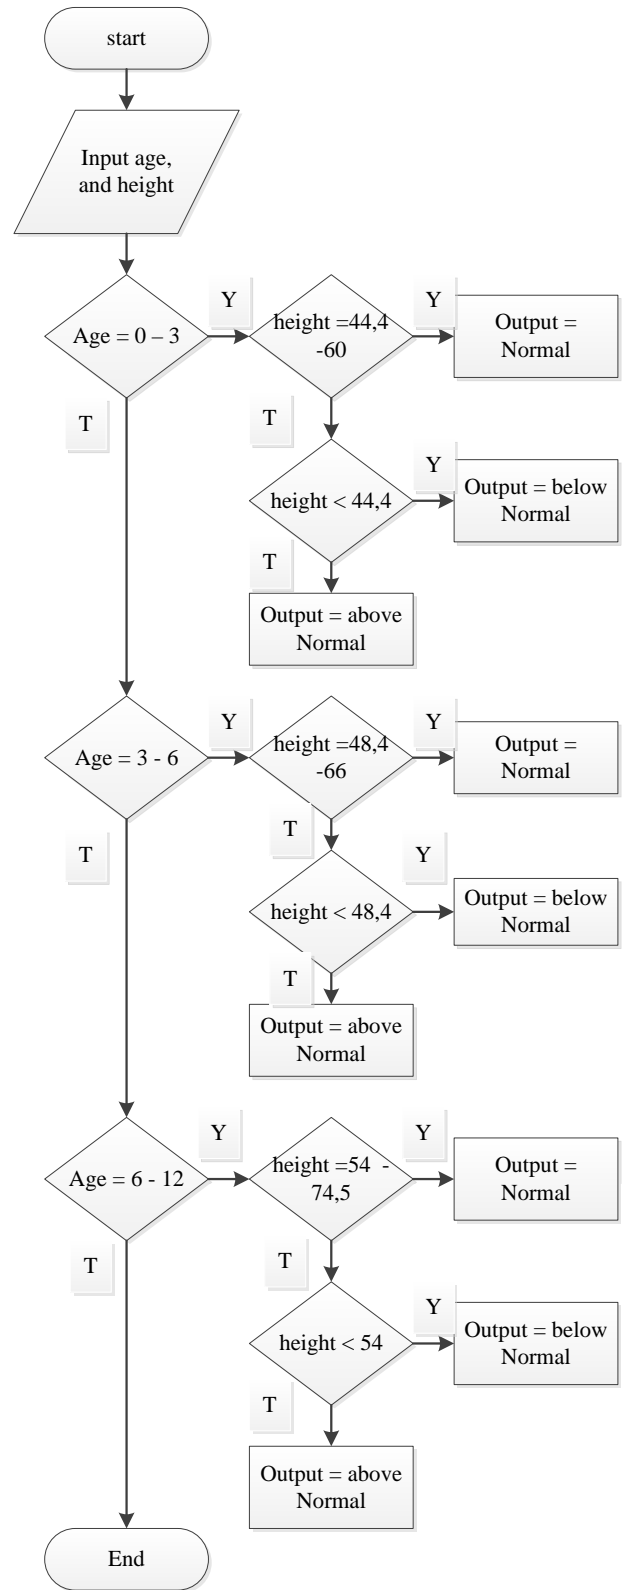 start
Input age,
and height
Age = 0 – 3
Y
height =44,4
-60
Y
Output =
Normal
T
T
height < 44,4
Y
Output = below
Normal
T
Output = above
Normal
Age = 3 - 6
Y
height =48,4
-66
Y
Output =
Normal
T
T
height < 48,4
Y
Output = below
Normal
T
Output = above
Normal
Age = 6 - 12
Y
height =54 -
74,5
Y
Output =
Normal
T
T
height < 54
Y
Output = below
Normal
T
Output = above
Normal
End